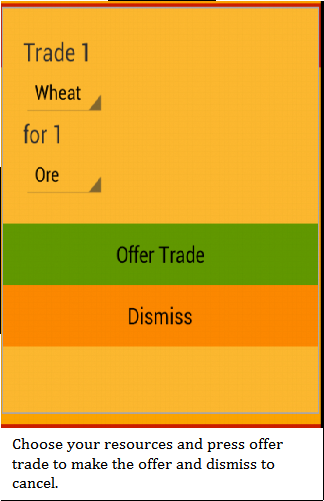 Trade 1
Wheat
for 1
Ore
Offer Trade
Dismiss
Choose your resources and press offer
trade to make the offer and dismiss to
cancel.